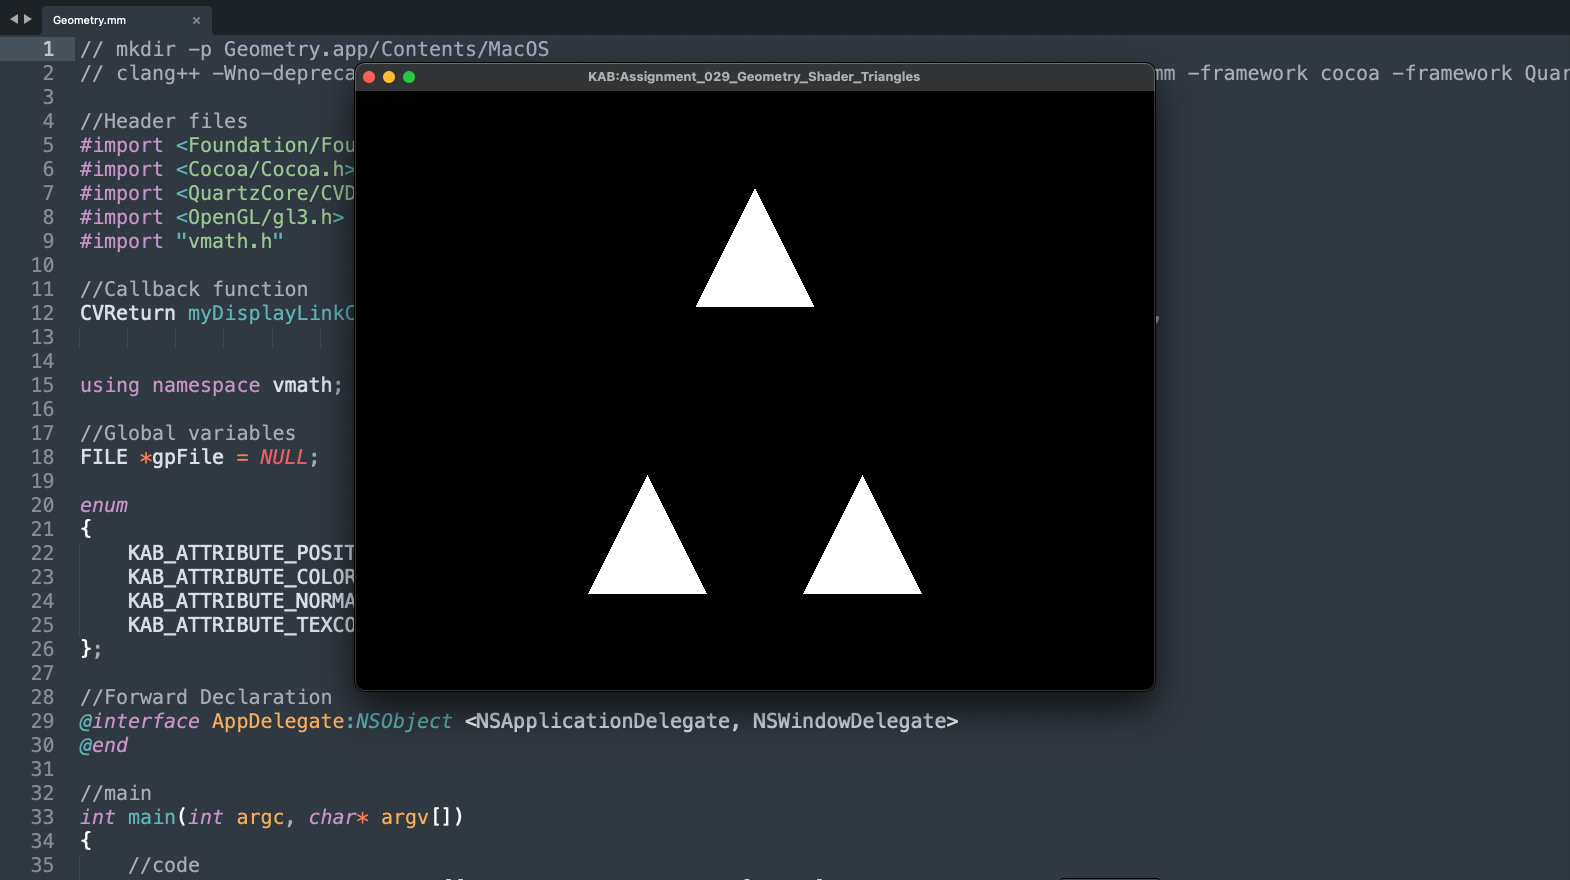 Geometry.mm
1 // mkdir -p Geometry.app/Contents/MacOS
2 // clang++ -Wno-depreca
mm -framework cocoa -framework Quar
KAB:Assignment_029_Geometry_Shader_Triangles
3
4 //Header files
5 #import <Foundation/Fou
6 #import <Cocoa/Cocoa.h>
7 #import <QuartzCore/CVD
8 #import <OpenGL/gl3.h>
9 #import "vmath.h"
10
11 //Callback function
12 CVReturn myDisplayLinkC
,
13
14
15 using namespace vmath;
16
17 //Global variables
18 FILE *gpFile = NULL;
19
20 enum
21 {
22 KAB_ATTRIBUTE_POSIT
23 KAB_ATTRIBUTE_COLOR
24 KAB_ATTRIBUTE_NORMA
25 KAB_ATTRIBUTE_TEXCO
26 };
27
28 //Forward Declaration
29 @interface AppDelegate:NSObject <NSApplicationDelegate, NSWindowDelegate>
30 @end
31
32 //main
33 int main(int argc, char* argv[])
34 {
35 //code